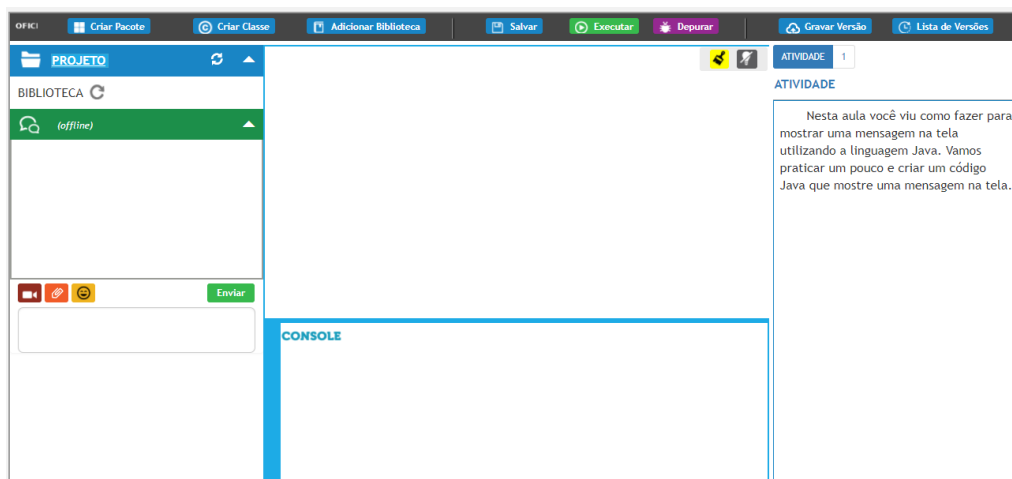 OFICI Criar Pacote Criar Classe Adicionar Biblioteca Salvar Executar Depurar Gravar Versão Lista de Versões
PROJETO
BIBLIOTECA
(offline)
Enviar
CONSOLE
ATIVIDADE 1
ATIVIDADE
Nesta aula você viu como fazer para
mostrar uma mensagem na tela
utilizando a linguagem Java. Vamos
praticar um pouco e criar um código
Java que mostre uma mensagem na tela.